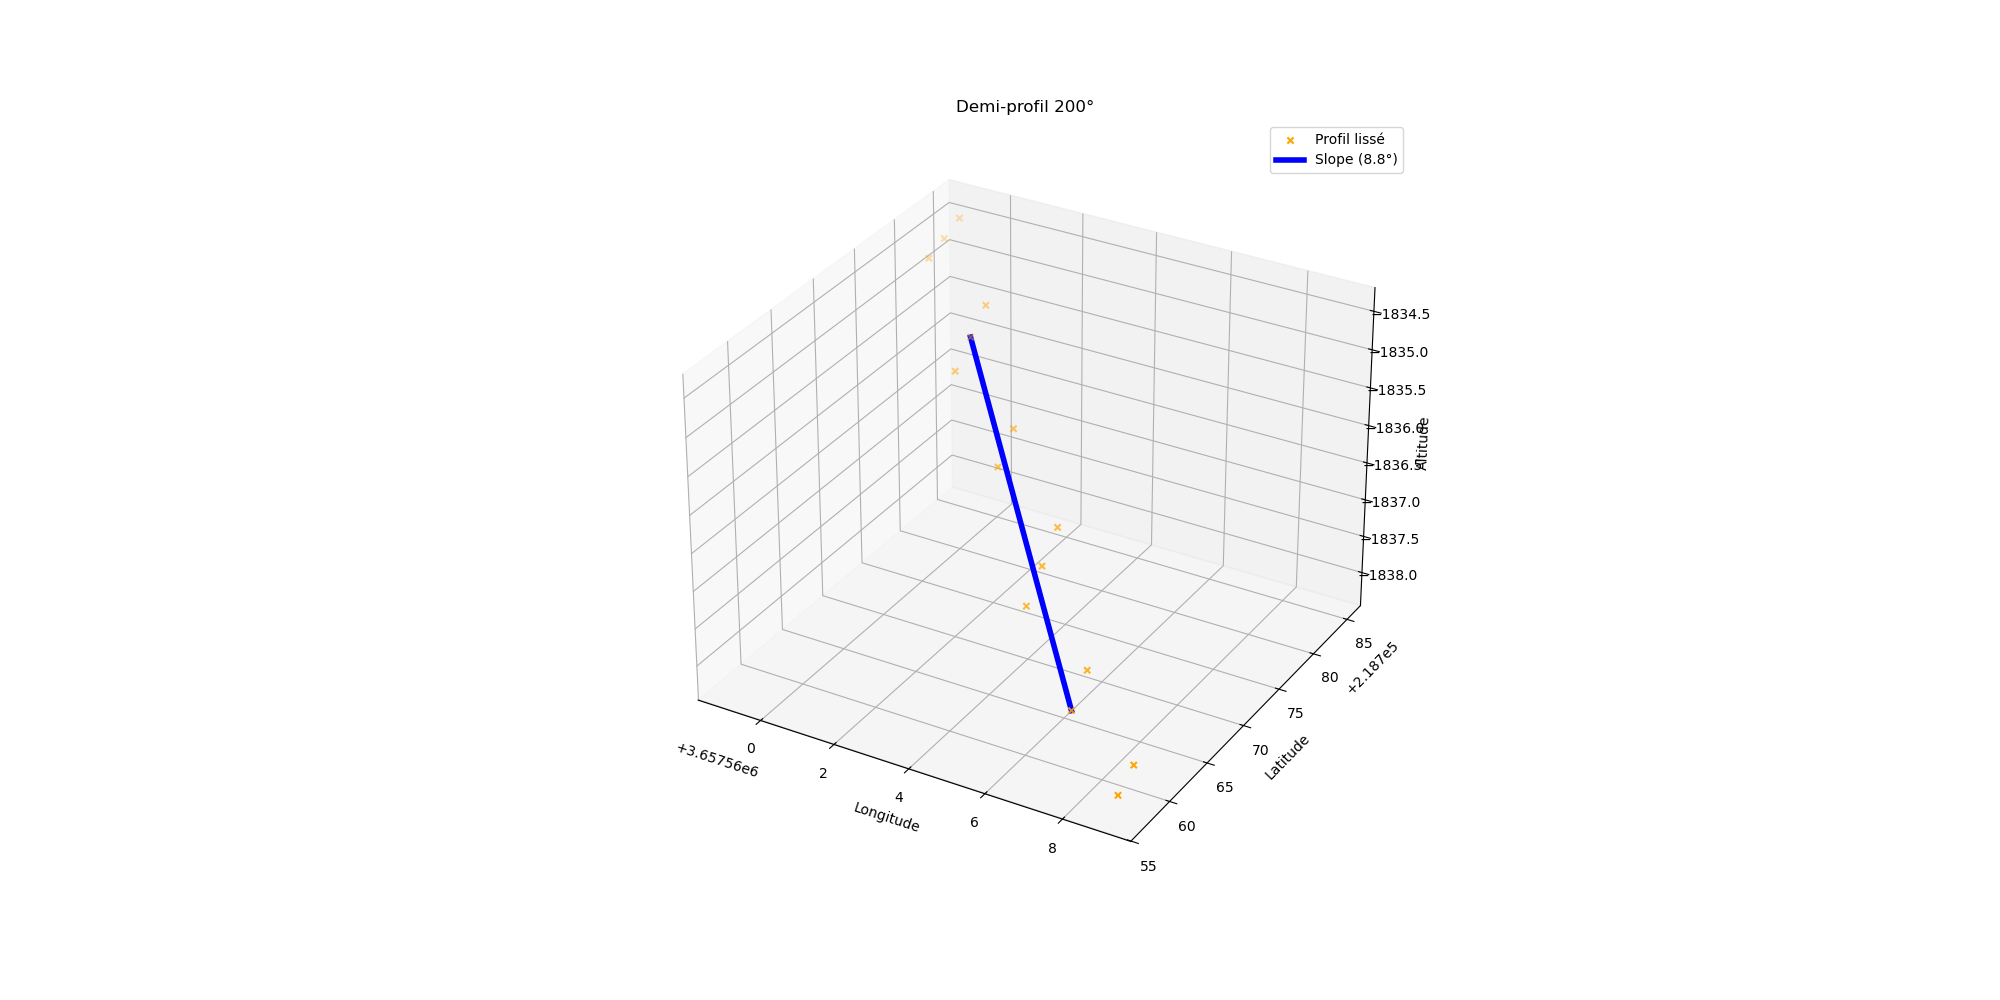 Demi-profil 200°
Profil lissé
Slope (8.8°)
−1834.5
−1835.0
−1835.5
−1836.0
Altitude
−1836.5
−1837.0
−1837.5
−1838.0
85
80
+2.187e5
75
70
Latitude
65
60
55
0
+3.65756e6
2
4
Longitude
6
8